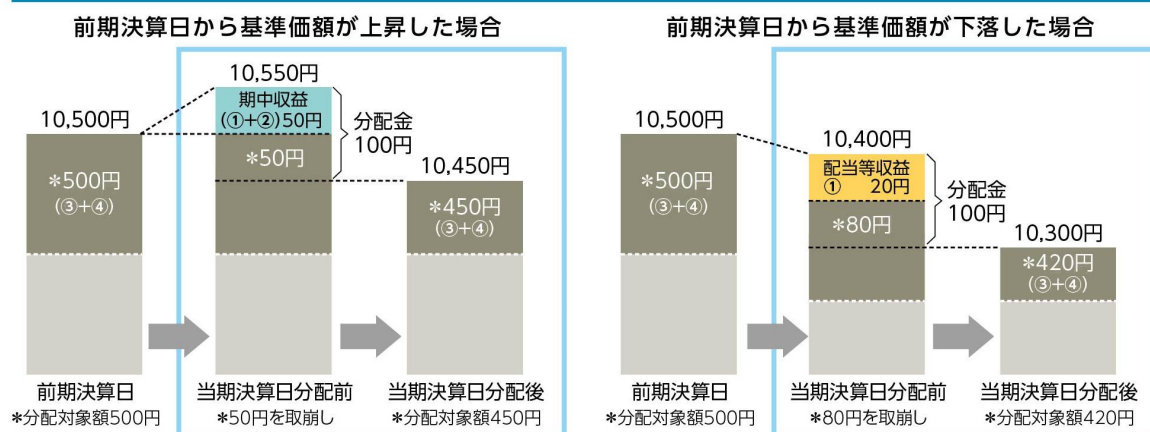 前期決算日から基準価額が上昇した場合
10,550円
期中収益
(①+②)50円
分配金
100円
10,500円
*50円
10,450円
*500円
(③+④)
*450円
(③+④)
前期決算日
当期決算日分配前
当期決算日分配後
*分配対象額500円
*50円を取崩し
*分配対象額450円
前期決算日から基準価額が下落した場合
10,500円
10,400円
配当等収益
① 20円
分配金
100円
*500円
(③+④)
*80円
10,300円
*420円
(③+④)
前期決算日
当期決算日分配前
当期決算日分配後
*分配対象額500円
*80円を取崩し
*分配対象額420円